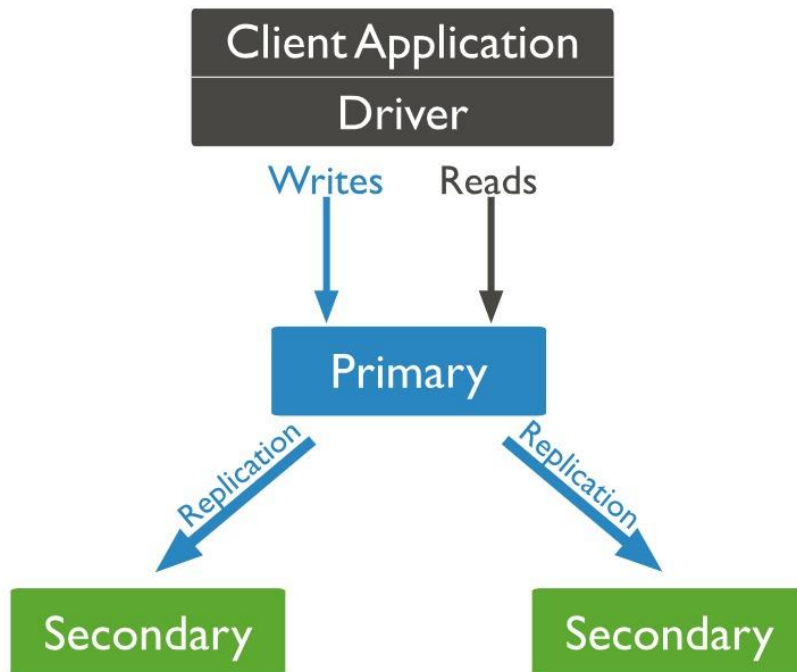 Client Application
Driver
Writes Reads
Primary
Replication Replication
Secondary Secondary